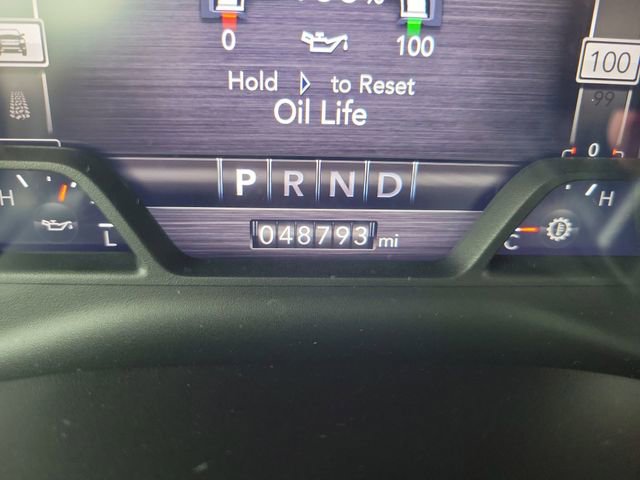 0 100
100
Hold to Reset
99
Oil Life
0
P R N D
H H
048793 mi
L C